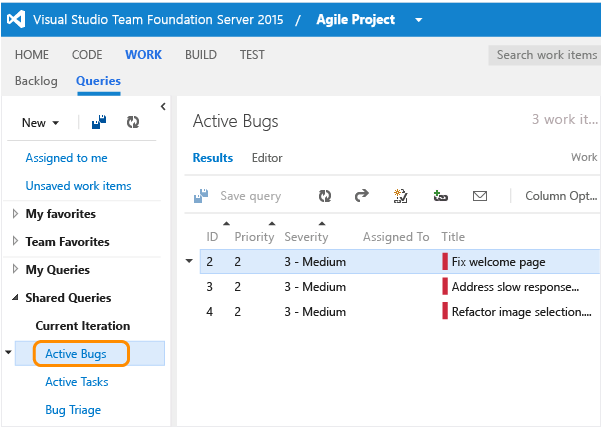 Visual Studio Team Foundation Server 2015 / Agile Project
HOME CODE WORK BUILD TEST Search work items
Backlog Queries
New
Assigned to me
Unsaved work items
My favorites
Team Favorites
My Queries
Shared Queries
Current Iteration
Active Bugs
Active Tasks
Bug Triage
Active Bugs 3 work it...
Results Editor Work
Save query Column Opt...
ID Priority Severity Assigned To Title
2 2 3 - Medium Fix welcome page
3 2 3 - Medium Address slow response...
4 2 3 - Medium Refactor image selection....